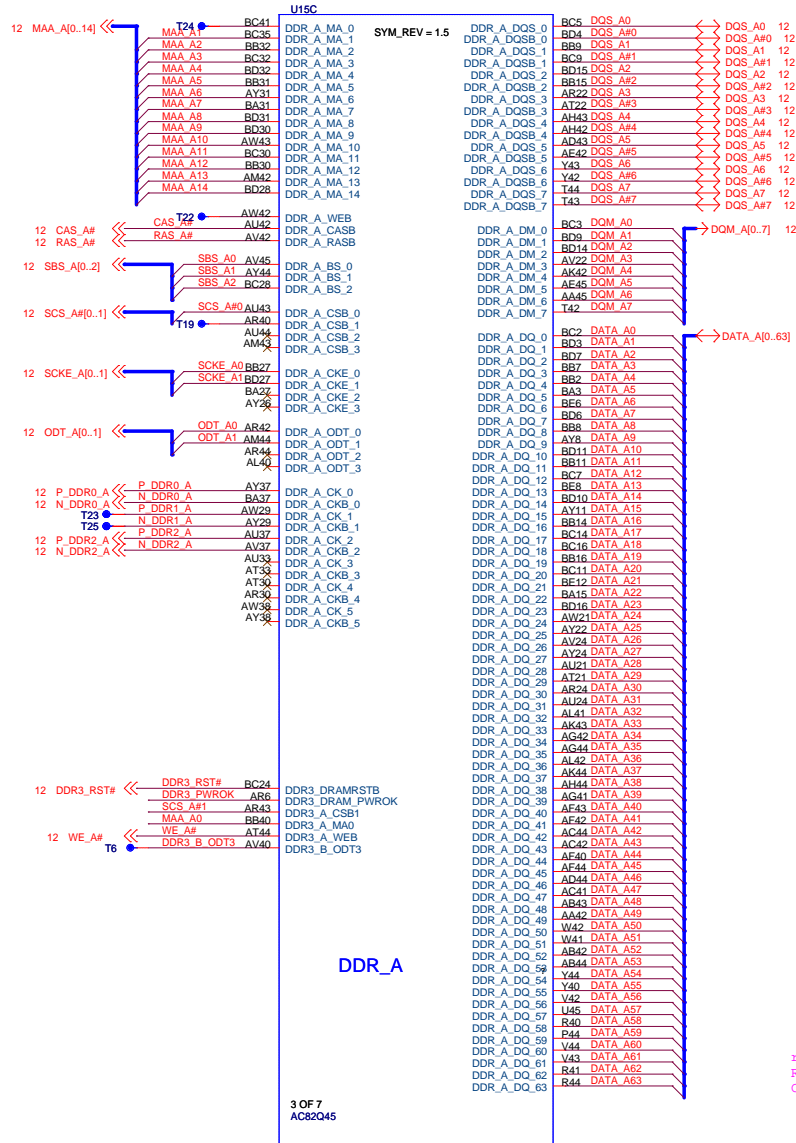 U15C
SYM_REV = 1.5
12 MAA_A[0..14]
T24 BC41 DDR_A_MA_0
MAA_A1 BC35 DDR_A_MA_1
MAA_A2 BB32 DDR_A_MA_2
MAA_A3 BC32 DDR_A_MA_3
MAA_A4 BD32 DDR_A_MA_4
MAA_A5 BB31 DDR_A_MA_5
MAA_A6 AY31 DDR_A_MA_6
MAA_A7 BA31 DDR_A_MA_7
MAA_A8 BD31 DDR_A_MA_8
MAA_A9 BD30 DDR_A_MA_9
MAA_A10 AW43 DDR_A_MA_10
MAA_A11 BC30 DDR_A_MA_11
MAA_A12 BB30 DDR_A_MA_12
MAA_A13 AM42 DDR_A_MA_13
MAA_A14 BD28 DDR_A_MA_14
T22 AW42 DDR_A_WEB
12 CAS_A# CAS_A# AU42 DDR_A_CASB
12 RAS_A# RAS_A# AV42 DDR_A_RASB
12 SBS_A[0..2]
SBS_A0 AV45 DDR_A_BS_0
SBS_A1 AY44 DDR_A_BS_1
SBS_A2 BC28 DDR_A_BS_2
12 SCS_A#[0..1]
SCS_A#0 AU43 DDR_A_CSB_0
T19 AR40 DDR_A_CSB_1
AU44 DDR_A_CSB_2
AM43 DDR_A_CSB_3
12 SCKE_A[0..1]
SCKE_A0 BB27 DDR_A_CKE_0
SCKE_A1 BD27 DDR_A_CKE_1
BA27 DDR_A_CKE_2
AY26 DDR_A_CKE_3
12 ODT_A[0..1]
ODT_A0 AR42 DDR_A_ODT_0
ODT_A1 AM44 DDR_A_ODT_1
AR44 DDR_A_ODT_2
AL40 DDR_A_ODT_3
12 P_DDR0_A P_DDR0_A AY37 DDR_A_CK_0
12 N_DDR0_A N_DDR0_A BA37 DDR_A_CKB_0
T23 P_DDR1_A AW29 DDR_A_CK_1
T25 N_DDR1_A AY29 DDR_A_CKB_1
12 P_DDR2_A P_DDR2_A AU37 DDR_A_CK_2
12 N_DDR2_A N_DDR2_A AV37 DDR_A_CKB_2
AU33 DDR_A_CK_3
AT33 DDR_A_CKB_3
AT30 DDR_A_CK_4
AR30 DDR_A_CKB_4
AW38 DDR_A_CK_5
AY38 DDR_A_CKB_5
12 DDR3_RST# DDR3_RST# BC24 DDR3_DRAMRSTB
DDR3_PWROK AR6 DDR3_DRAM_PWROK
SCS_A#1 AR43 DDR3_A_CSB1
MAA_A0 BB40 DDR3_A_MA0
12 WE_A# WE_A# AT44 DDR3_A_WEB
T6 DDR3_B_ODT3 AV40 DDR3_B_ODT3
DDR_A
3 OF 7
AC82Q45
DDR_A_DQS_0 BC5 DQS_A0 DQS_A0 12
DDR_A_DQSB_0 BD4 DQS_A#0 DQS_A#0 12
DDR_A_DQS_1 BB9 DQS_A1 DQS_A1 12
DDR_A_DQSB_1 BC9 DQS_A#1 DQS_A#1 12
DDR_A_DQS_2 BD15 DQS_A2 DQS_A2 12
DDR_A_DQSB_2 BB15 DQS_A#2 DQS_A#2 12
DDR_A_DQS_3 AR22 DQS_A3 DQS_A3 12
DDR_A_DQSB_3 AT22 DQS_A#3 DQS_A#3 12
DDR_A_DQS_4 AH43 DQS_A4 DQS_A4 12
DDR_A_DQSB_4 AH42 DQS_A#4 DQS_A#4 12
DDR_A_DQS_5 AD43 DQS_A5 DQS_A5 12
DDR_A_DQSB_5 AE42 DQS_A#5 DQS_A#5 12
DDR_A_DQS_6 Y43 DQS_A6 DQS_A6 12
DDR_A_DQSB_6 Y42 DQS_A#6 DQS_A#6 12
DDR_A_DQS_7 T44 DQS_A7 DQS_A7 12
DDR_A_DQSB_7 T43 DQS_A#7 DQS_A#7 12
DDR_A_DM_0 BC3 DQM_A0 DQM_A[0..7] 12
DDR_A_DM_1 BD9 DQM_A1
DDR_A_DM_2 BD14 DQM_A2
DDR_A_DM_3 AV22 DQM_A3
DDR_A_DM_4 AK42 DQM_A4
DDR_A_DM_5 AE45 DQM_A5
DDR_A_DM_6 AA45 DQM_A6
DDR_A_DM_7 T42 DQM_A7
DDR_A_DQ_0 BC2 DATA_A0 DATA_A[0..63]
DDR_A_DQ_1 BD3 DATA_A1
DDR_A_DQ_2 BD7 DATA_A2
DDR_A_DQ_3 BB7 DATA_A3
DDR_A_DQ_4 BB2 DATA_A4
DDR_A_DQ_5 BA3 DATA_A5
DDR_A_DQ_6 BE6 DATA_A6
DDR_A_DQ_7 BD6 DATA_A7
DDR_A_DQ_8 BB8 DATA_A8
DDR_A_DQ_9 AY8 DATA_A9
DDR_A_DQ_10 BD11 DATA_A10
DDR_A_DQ_11 BB11 DATA_A11
DDR_A_DQ_12 BC7 DATA_A12
DDR_A_DQ_13 BE8 DATA_A13
DDR_A_DQ_14 BD10 DATA_A14
DDR_A_DQ_15 AY11 DATA_A15
DDR_A_DQ_16 BB14 DATA_A16
DDR_A_DQ_17 BC14 DATA_A17
DDR_A_DQ_18 BC16 DATA_A18
DDR_A_DQ_19 BB16 DATA_A19
DDR_A_DQ_20 BC11 DATA_A20
DDR_A_DQ_21 BE12 DATA_A21
DDR_A_DQ_22 BA15 DATA_A22
DDR_A_DQ_23 BD16 DATA_A23
DDR_A_DQ_24 AW21 DATA_A24
DDR_A_DQ_25 AY22 DATA_A25
DDR_A_DQ_26 AV24 DATA_A26
DDR_A_DQ_27 AY24 DATA_A27
DDR_A_DQ_28 AU21 DATA_A28
DDR_A_DQ_29 AT21 DATA_A29
DDR_A_DQ_30 AR24 DATA_A30
DDR_A_DQ_31 AU24 DATA_A31
DDR_A_DQ_32 AL41 DATA_A32
DDR_A_DQ_33 AK43 DATA_A33
DDR_A_DQ_34 AG42 DATA_A34
DDR_A_DQ_35 AG44 DATA_A35
DDR_A_DQ_36 AL42 DATA_A36
DDR_A_DQ_37 AK44 DATA_A37
DDR_A_DQ_38 AH44 DATA_A38
DDR_A_DQ_39 AG41 DATA_A39
DDR_A_DQ_40 AF43 DATA_A40
DDR_A_DQ_41 AF42 DATA_A41
DDR_A_DQ_42 AC44 DATA_A42
DDR_A_DQ_43 AC42 DATA_A43
DDR_A_DQ_44 AF40 DATA_A44
DDR_A_DQ_45 AF44 DATA_A45
DDR_A_DQ_46 AD44 DATA_A46
DDR_A_DQ_47 AC41 DATA_A47
DDR_A_DQ_48 AB43 DATA_A48
DDR_A_DQ_49 AA42 DATA_A49
DDR_A_DQ_50 W42 DATA_A50
DDR_A_DQ_51 W41 DATA_A51
DDR_A_DQ_52 AB42 DATA_A52
DDR_A_DQ_53 AB44 DATA_A53
DDR_A_DQ_54 Y44 DATA_A54
DDR_A_DQ_55 Y40 DATA_A55
DDR_A_DQ_56 V42 DATA_A56
DDR_A_DQ_57 U45 DATA_A57
DDR_A_DQ_58 R40 DATA_A58
DDR_A_DQ_59 P44 DATA_A59
DDR_A_DQ_60 V44 DATA_A60
DDR_A_DQ_61 V43 DATA_A61
DDR_A_DQ_62 R41 DATA_A62
DDR_A_DQ_63 R44 DATA_A63